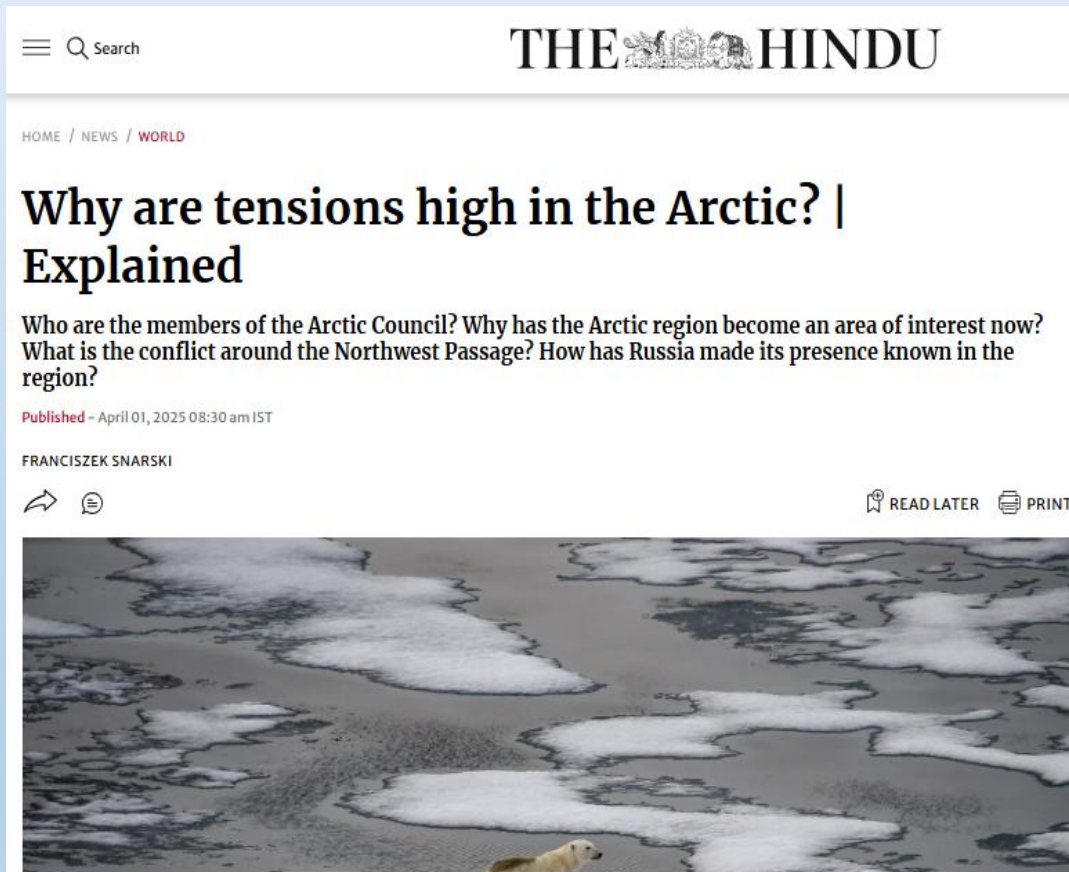 Search
THE HINDU
HOME / NEWS / WORLD
Why are tensions high in the Arctic? |
Explained
Who are the members of the Arctic Council? Why has the Arctic region become an area of interest now?
What is the conflict around the Northwest Passage? How has Russia made its presence known in the
region?
Published - April 01, 2025 08:30 am IST
FRANCISZEK SNARSKI
READ LATER PRINT